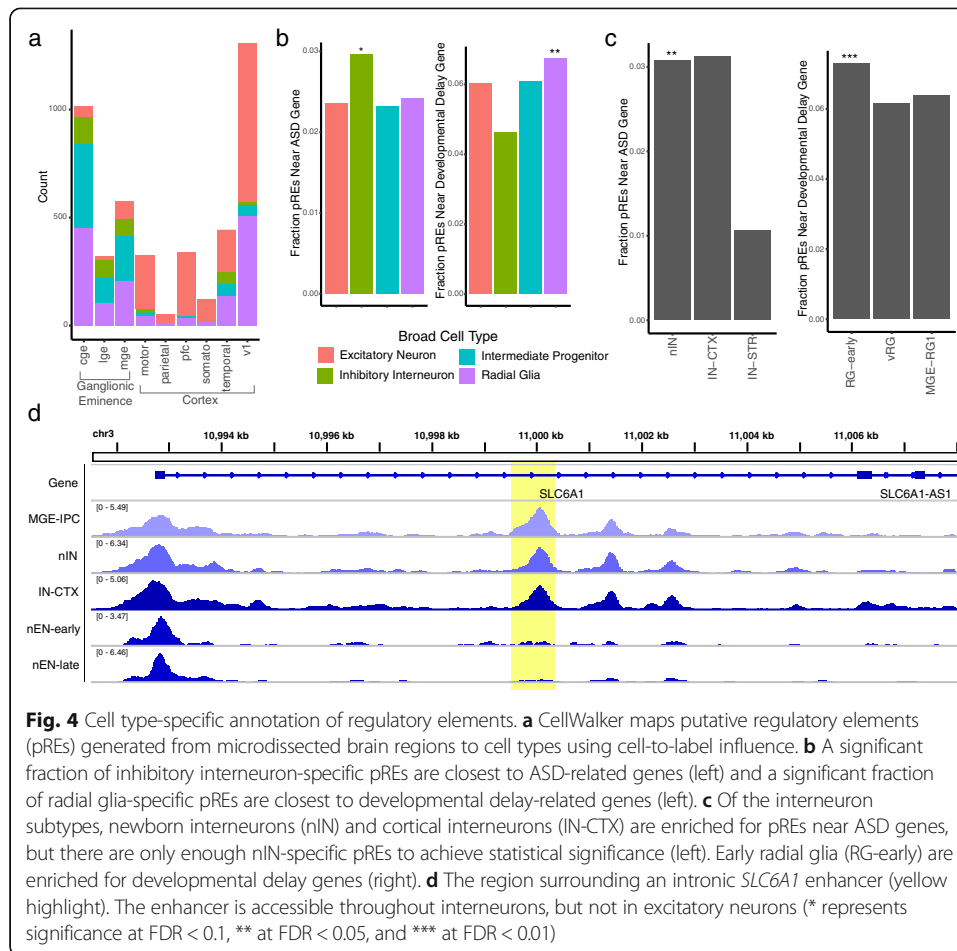 a
Count
1000
500
0
cge
lge
mge
motor
parietal
pfc
somato
temporal
v1
Ganglionic
Eminence
Cortex
b
Fraction pREs Near ASD Gene
0.03
0.02
0.01
0.00
*
Fraction pREs Near Developmental Delay Gene
0.06
0.04
0.02
0.00
**
Broad Cell Type
Excitatory Neuron
Intermediate Progenitor
Inhibitory Interneuron
Radial Glia
c
Fraction pREs Near ASD Gene
0.03
0.02
0.01
0.00
**
nIN
IN-CTX
IN-STR
Fraction pREs Near Developmental Delay Gene
0.06
0.04
0.02
0.00
***
RG-early
vRG
MGE-RG1
d
chr3
10,994 kb
10,996 kb
10,998 kb
11,000 kb
11,002 kb
11,004 kb
11,006 kb
Gene
SLC6A1
SLC6A1-AS1
MGE-IPC
[0 - 5.49]
nIN
[0 - 6.34]
IN-CTX
[0 - 5.06]
nEN-early
[0 - 3.47]
nEN-late
[0 - 6.46]
Fig. 4 Cell type-specific annotation of regulatory elements. a CellWalker maps putative regulatory elements
(pREs) generated from microdissected brain regions to cell types using cell-to-label influence. b A significant
fraction of inhibitory interneuron-specific pREs are closest to ASD-related genes (left) and a significant fraction
of radial glia-specific pREs are closest to developmental delay-related genes (left). c Of the interneuron
subtypes, newborn interneurons (nIN) and cortical interneurons (IN-CTX) are enriched for pREs near ASD genes,
but there are only enough nIN-specific pREs to achieve statistical significance (left). Early radial glia (RG-early) are
enriched for developmental delay genes (right). d The region surrounding an intronic SLC6A1 enhancer (yellow
highlight). The enhancer is accessible throughout interneurons, but not in excitatory neurons (* represents
significance at FDR < 0.1, ** at FDR < 0.05, and *** at FDR < 0.01)